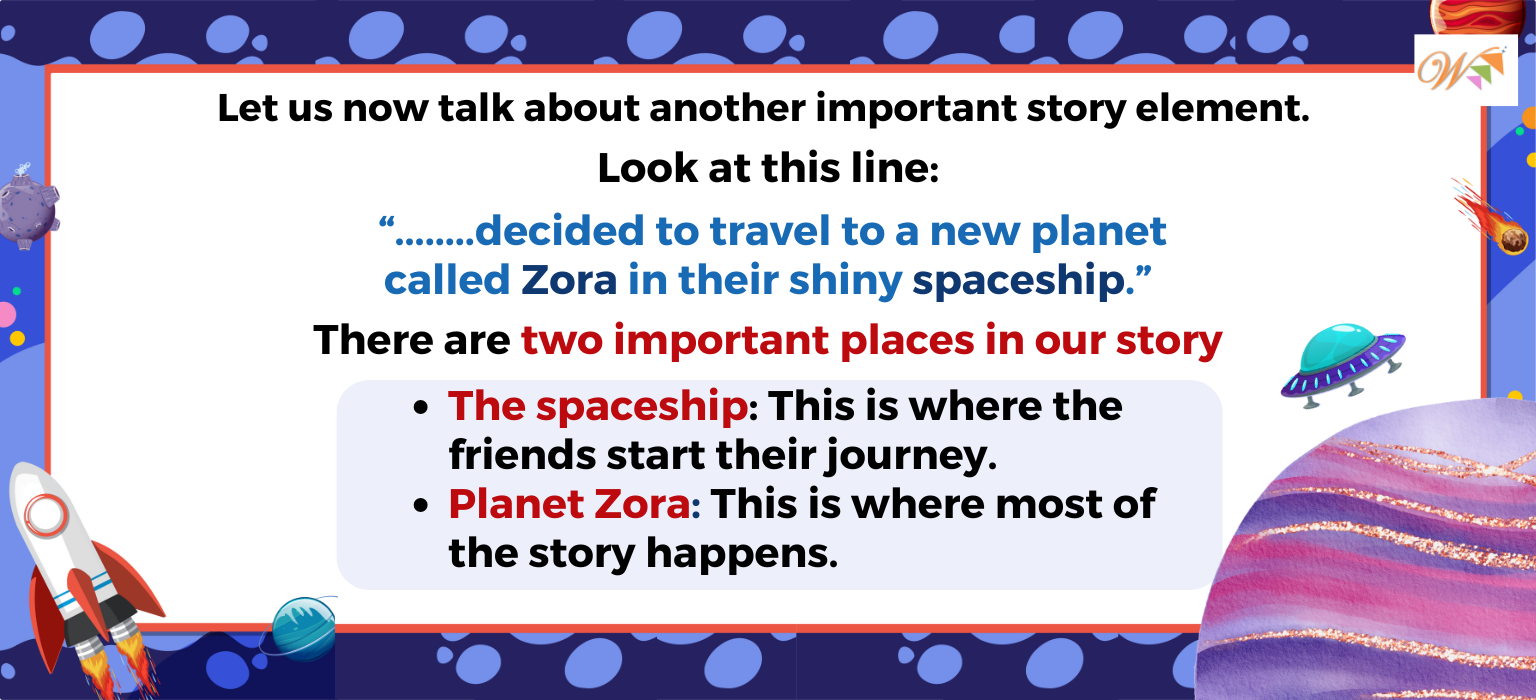 Let us now talk about another important story element.
Look at this line:
“........decided to travel to a new planet
called Zora in their shiny spaceship.”
There are two important places in our story
• The spaceship: This is where the
friends start their journey.
• Planet Zora: This is where most of
the story happens.
W